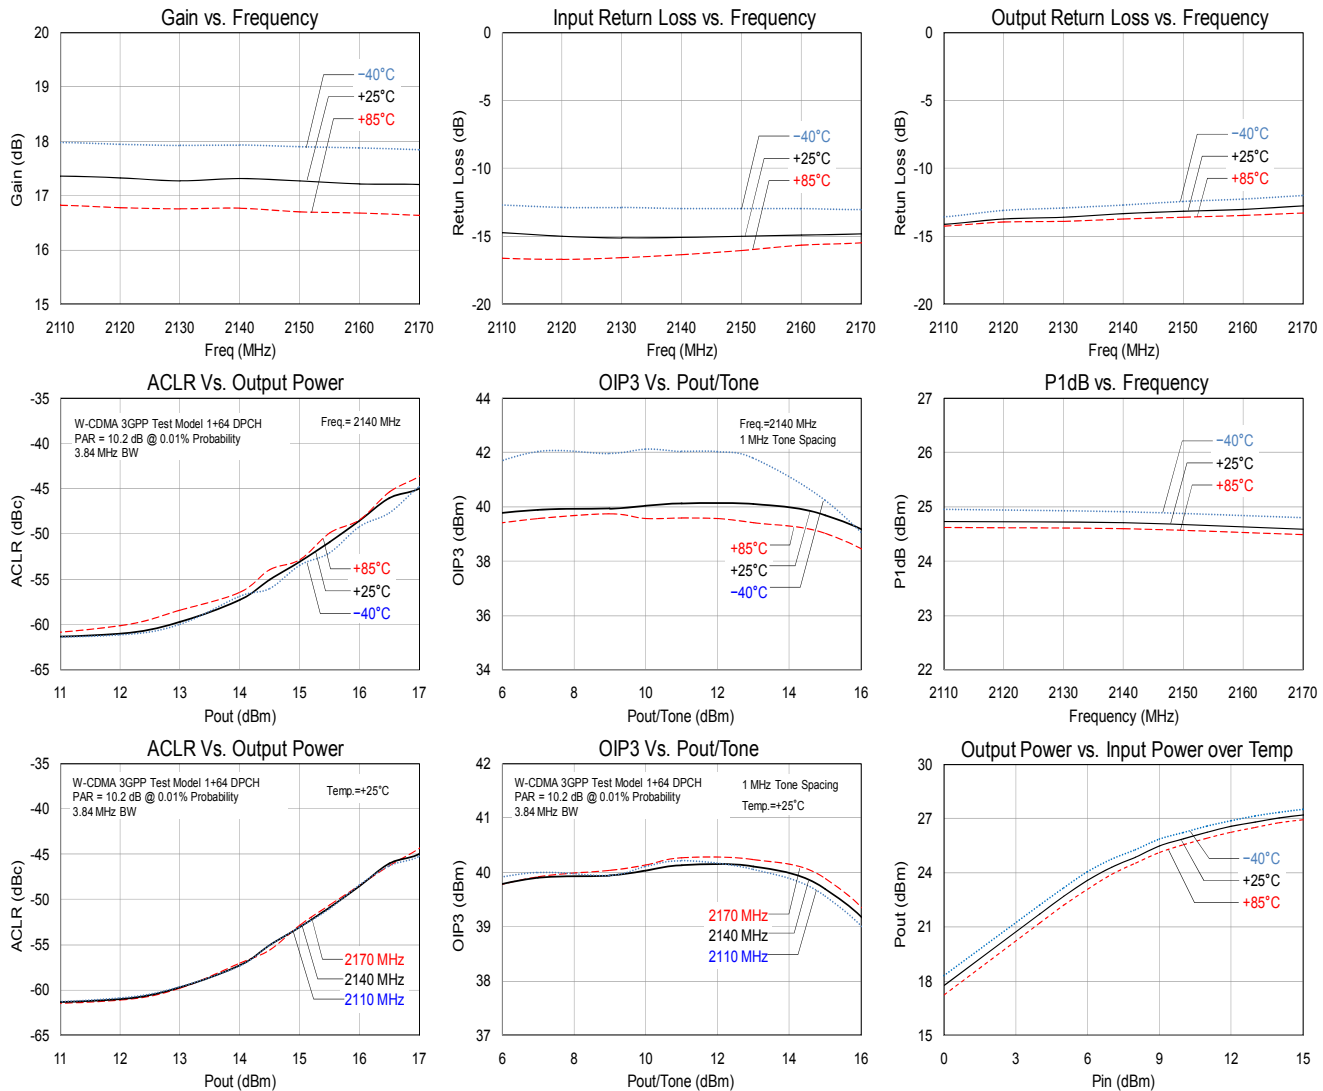 Gain vs. Frequency
20
19
18
17
16
15
Gain (dB)
−40°C
+25°C
+85°C
2110 2120 2130 2140 2150 2160 2170
Freq (MHz)
Input Return Loss vs. Frequency
0
-5
-10
-15
-20
Retun Loss (dB)
−40°C
+25°C
+85°C
2110 2120 2130 2140 2150 2160 2170
Freq (MHz)
Output Return Loss vs. Frequency
0
-5
-10
-15
-20
Retun Loss (dB)
−40°C
+25°C
+85°C
2110 2120 2130 2140 2150 2160 2170
Freq (MHz)
ACLR Vs. Output Power
-35
-40
-45
-50
-55
-60
-65
ACLR (dBc)
W-CDMA 3GPP Test Model 1+64 DPCH
PAR = 10.2 dB @ 0.01% Probability
3.84 MHz BW
Freq.= 2140 MHz
+85°C
+25°C
−40°C
11 12 13 14 15 16 17
Pout (dBm)
OIP3 Vs. Pout/Tone
44
42
40
38
36
34
OIP3 (dBm)
Freq.=2140 MHz
1 MHz Tone Spacing
+85°C
+25°C
−40°C
6 8 10 12 14 16
Pout/Tone (dBm)
P1dB vs. Frequency
27
26
25
24
23
22
P1dB (dBm)
−40°C
+25°C
+85°C
2110 2120 2130 2140 2150 2160 2170
Frequency (MHz)
ACLR Vs. Output Power
-35
-40
-45
-50
-55
-60
-65
ACLR (dBc)
W-CDMA 3GPP Test Model 1+64 DPCH
PAR = 10.2 dB @ 0.01% Probability
3.84 MHz BW
Temp.=+25°C
2170 MHz
2140 MHz
2110 MHz
11 12 13 14 15 16 17
Pout (dBm)
OIP3 Vs. Pout/Tone
42
41
40
39
38
37
OIP3 (dBm)
W-CDMA 3GPP Test Model 1+64 DPCH
PAR = 10.2 dB @ 0.01% Probability
3.84 MHz BW
1 MHz Tone Spacing
Temp.=+25°C
2170 MHz
2140 MHz
2110 MHz
6 8 10 12 14 16
Pout/Tone (dBm)
Output Power vs. Input Power over Temp
30
27
24
21
18
15
Pout (dBm)
−40°C
+25°C
+85°C
0 3 6 9 12 15
Pin (dBm)